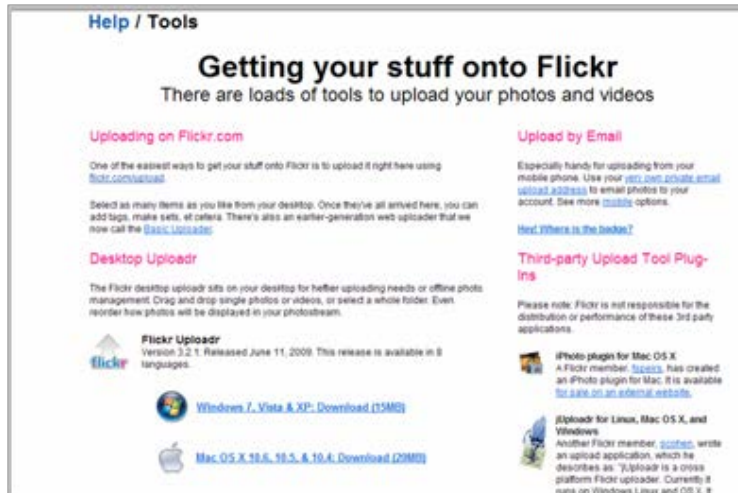 Help / Tools
Getting your stuff onto Flickr
There are loads of tools to upload your photos and videos
Uploading on Flickr.com
One of the easiest ways to get your stuff onto Flickr is to upload it right here using
flickr.com/upload.
Select as many items as you like from your desktop. Once they've all arrived here, you can
add tags, make sets, et cetera. There's also an earlier-generation web uploader that we
now call the Basic Uploader.
Desktop Uploadr
The Flickr desktop uploadr sits on your desktop for heftier uploading needs or offline photo
management. Drag and drop single photos or videos, or select a whole folder. Even
reorder how photos will be displayed in your photostream.
flickr
Flickr Uploadr
Version 3.2.1. Released June 11, 2009. This release is available in 8
languages.
Windows 7, Vista & XP: Download (15MB)
Mac OS X 10.6, 10.5, & 10.4: Download (29MB)
Upload by Email
Especially handy for uploading from your
mobile phone. Use your very own private email
upload address to email photos to your
account. See more mobile options.
Hey! Where is the badge?
Third-party Upload Tool Plug-
Ins
Please note: Flickr is not responsible for the
distribution or performance of these 3rd party
applications.
iPhoto plugin for Mac OS X
A Flickr member, fspeirs, has created
an iPhoto plugin for Mac. It is available
for sale on an external website.
jUploadr for Linux, Mac OS X, and
Windows
Another Flickr member, scohen, wrote
an upload application, which he
describes as: "jUploadr is a cross
platform Flickr uploader. Currently it
runs on Windows Linux and OS X. It